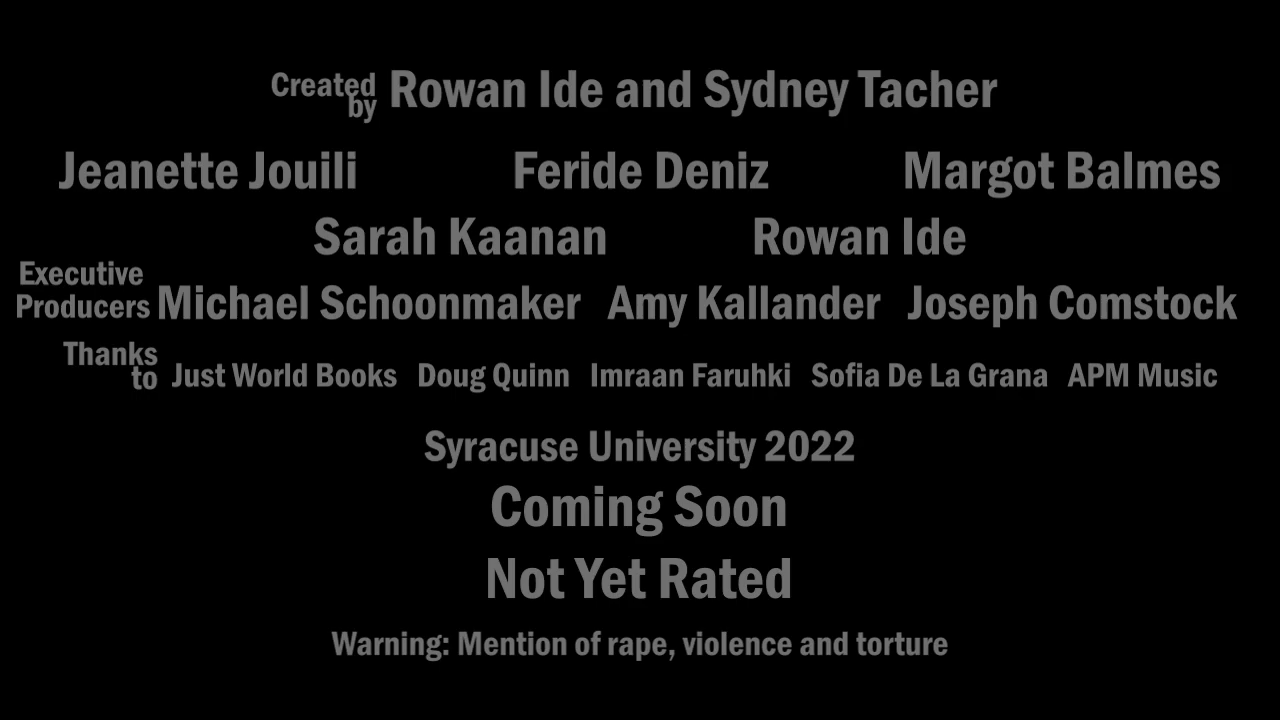 Created by Rowan Ide and Sydney Tacher
Jeanette Jouili Feride Deniz Margot Balmes
Sarah Kaanan Rowan Ide
Executive Producers Michael Schoonmaker Amy Kallander Joseph Comstock
Thanks to Just World Books Doug Quinn Imraan Faruhki Sofia De La Grana APM Music
Syracuse University 2022
Coming Soon
Not Yet Rated
Warning: Mention of rape, violence and torture